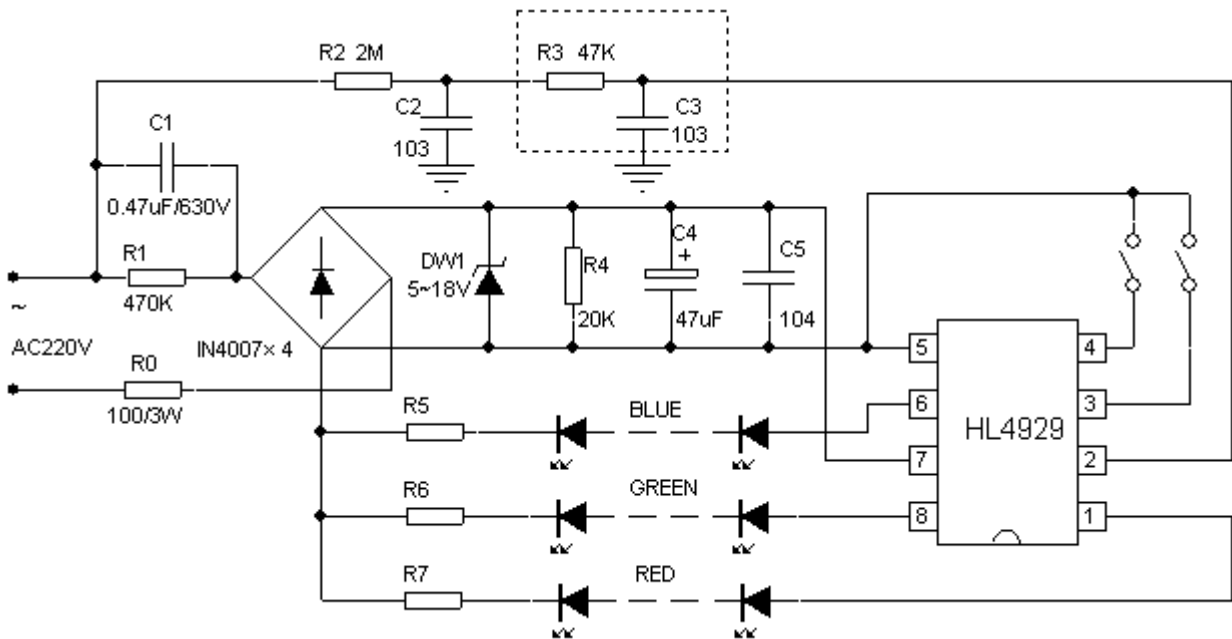 R2 2M
R3 47K
C2
103
C3
103
C1
0.47uF/630V
R1
470K
~
AC220V
R0
100/3W
IN4007×4
DW1
5~18V
R4
20K
C4
+
47uF
C5
104
5
4
6
3
7
2
8
1
HL4929
R5
BLUE
R6
GREEN
R7
RED